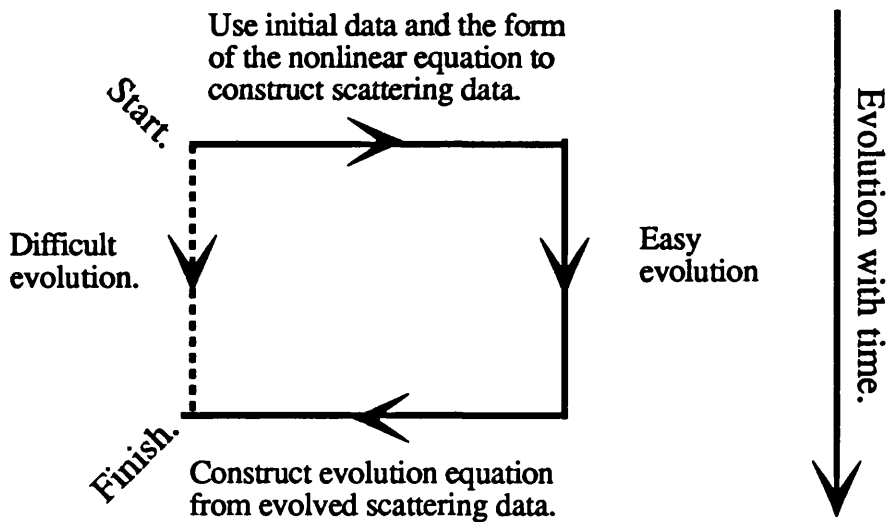 Use initial data and the form
of the nonlinear equation to
construct scattering data.
Start.
Difficult
evolution.
Easy
evolution
Evolution with time.
Finish.
Construct evolution equation
from evolved scattering data.